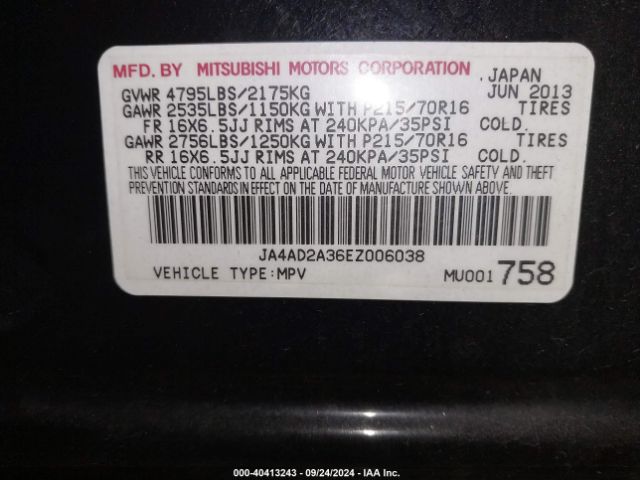 MFD. BY MITSUBISHI MOTORS CORPORATION , JAPAN
GVWR 4795LBS/2175KG JUN 2013
GAWR 2535LBS/1150KG WITH P215/70R16 TIRES
FR 16X6.5JJ RIMS AT 240KPA/35PSI COLD.
GAWR 2756LBS/1250KG WITH P215/70R16 TIRES
RR 16X6.5JJ RIMS AT 240KPA/35PSI COLD.
THIS VEHICLE CONFORMS TO ALL APPLICABLE FEDERAL MOTOR VEHICLE SAFETY AND THEFT
PREVENTION STANDARDS IN EFFECT ON THE DATE OF MANUFACTURE SHOWN ABOVE.
JA4AD2A36EZ006038
VEHICLE TYPE:MPV MU001758
000-40413243 - 09/24/2024 - IAA Inc.